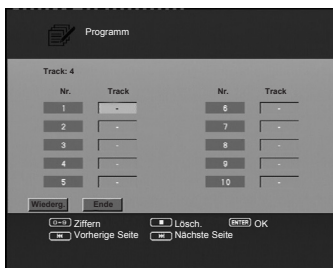 Programm
Track: 4
Nr. Track Nr. Track
1 - 6 -
2 - 7 -
3 - 8 -
4 - 9 -
5 - 10 -
Wiederg. Ende
0-9 Ziffern Lösch. ENTER OK
Vorherige Seite Nächste Seite